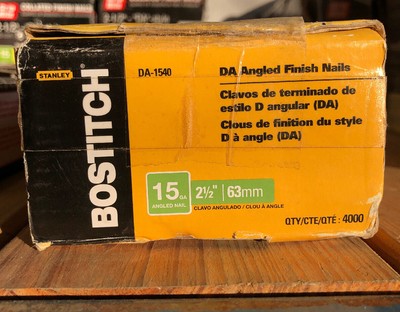 STANLEY
BOSTITCH
DA-1540
DA Angled Finish Nails
Clavos de terminado de
estilo D angular (DA)
Clous de finition du style
D à angle (DA)
15GA
ANGLED NAIL
2½" 63mm
CLAVO ANGULADO / CLOU À ANGLE
QTY/CTE/QTÉ : 4000